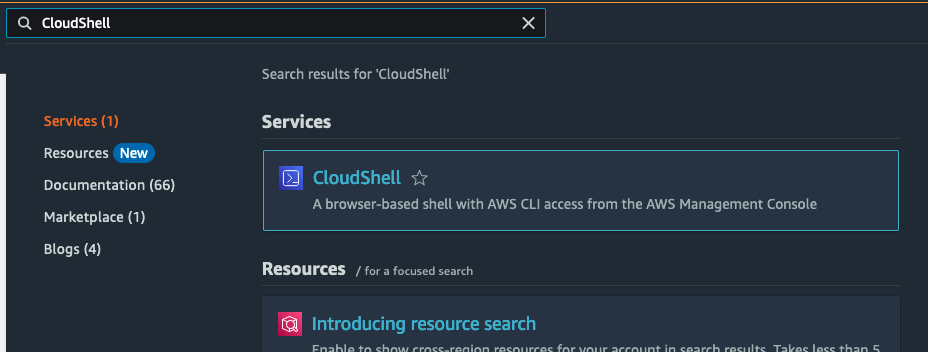 CloudShell
Search results for 'CloudShell'
Services (1)
Resources New
Documentation (66)
Marketplace (1)
Blogs (4)
Services
CloudShell
A browser-based shell with AWS CLI access from the AWS Management Console
Resources / for a focused search
Introducing resource search
Enable to show cross-region resources for your account in search results. Takes less than 5